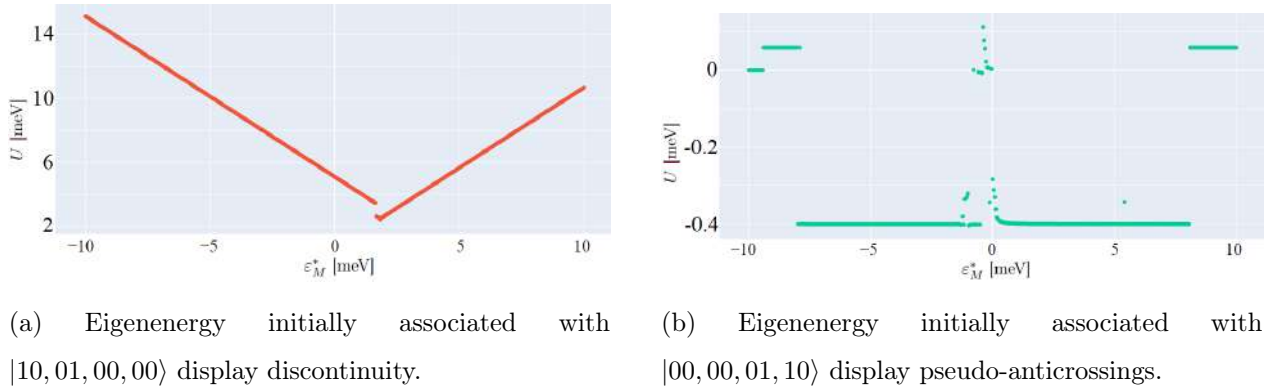 14
10
6
2
U [meV]
−10
−5
0
5
10
ε*_M [meV]
0
-0.2
-0.4
U [meV]
−10
−5
0
5
10
ε*_M [meV]
(a) Eigenenergy initially associated with
|10, 01, 00, 00⟩ display discontinuity.
(b) Eigenenergy initially associated with
|00, 00, 01, 10⟩ display pseudo-anticrossings.